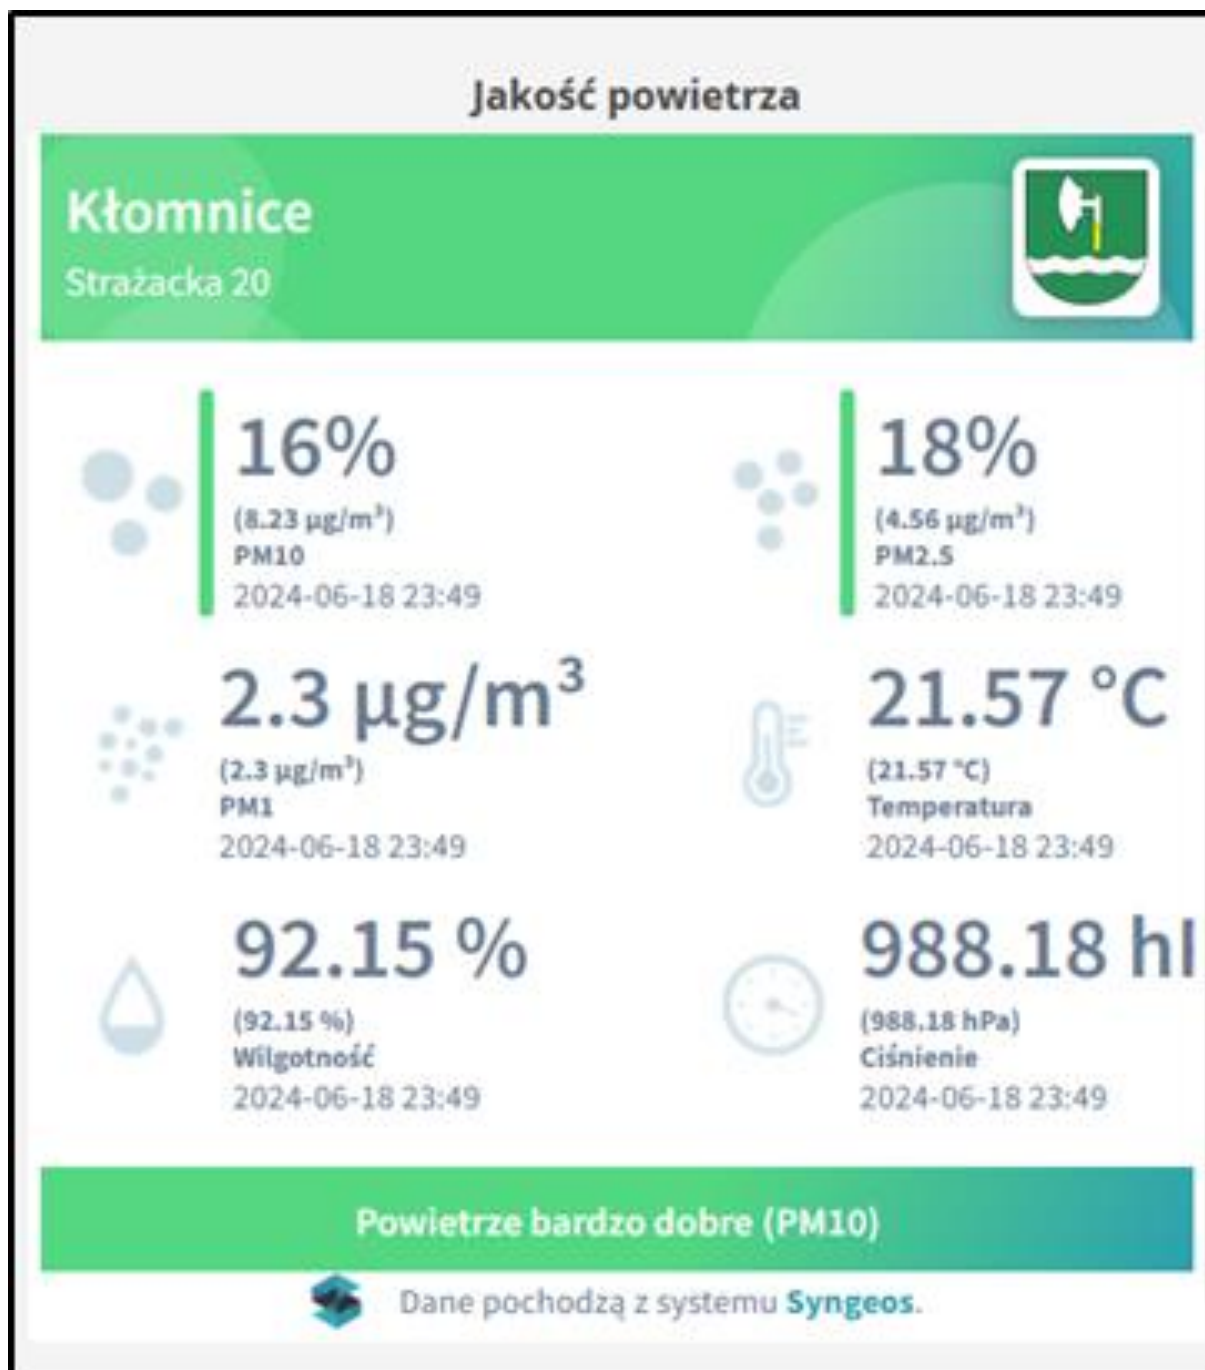 Jakość powietrza
Kłomnice
Strażacka 20
16%
(8.23 µg/m³)
PM10
2024-06-18 23:49
18%
(4.56 µg/m³)
PM2.5
2024-06-18 23:49
2.3 µg/m³
(2.3 µg/m³)
PM1
2024-06-18 23:49
21.57 °C
(21.57 °C)
Temperatura
2024-06-18 23:49
92.15 %
(92.15 %)
Wilgotność
2024-06-18 23:49
988.18
(988.18 hPa)
Ciśnienie
2024-06-18 23:49
Powietrze bardzo dobre (PM10)
Dane pochodzą z systemu Syngeos.